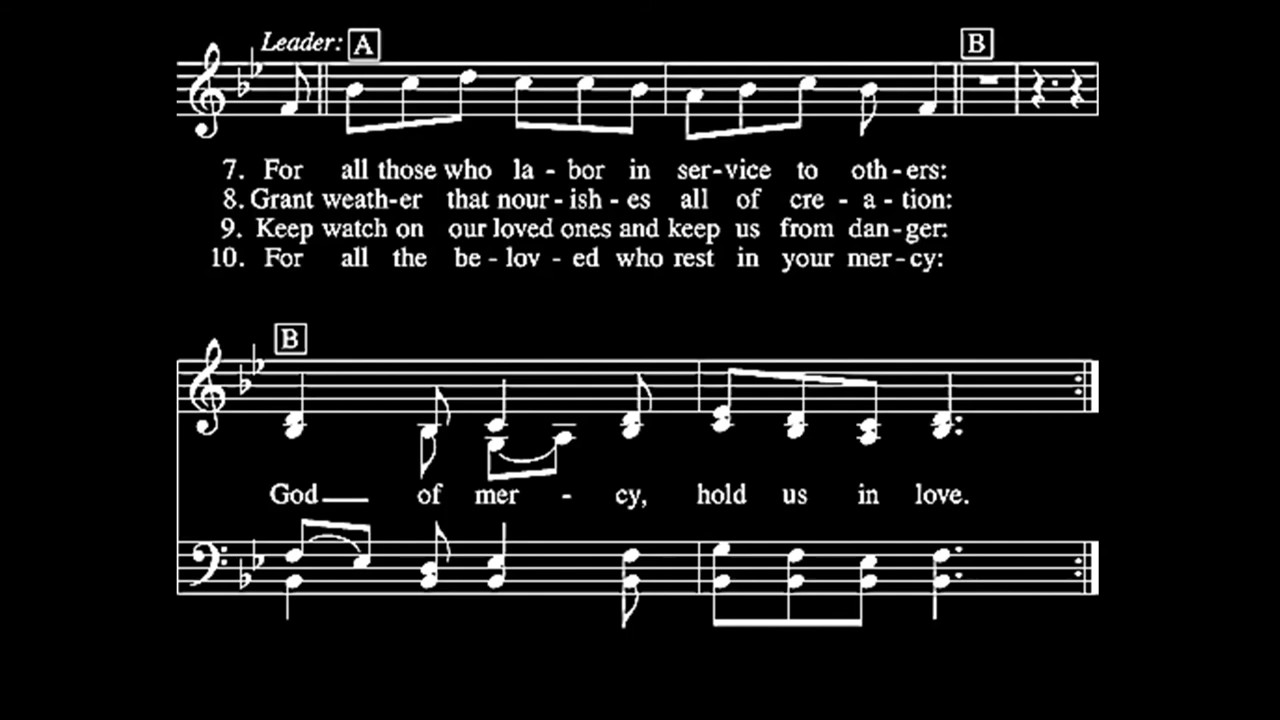 Leader: A B
7. For all those who la - bor in ser-vice to oth-ers:
8. Grant weath-er that nour-ish-es all of cre - a - tion:
9. Keep watch on our loved ones and keep us from dan-ger:
10. For all the be-lov-ed who rest in your mer-cy:
B
God of mer - cy, hold us in love.